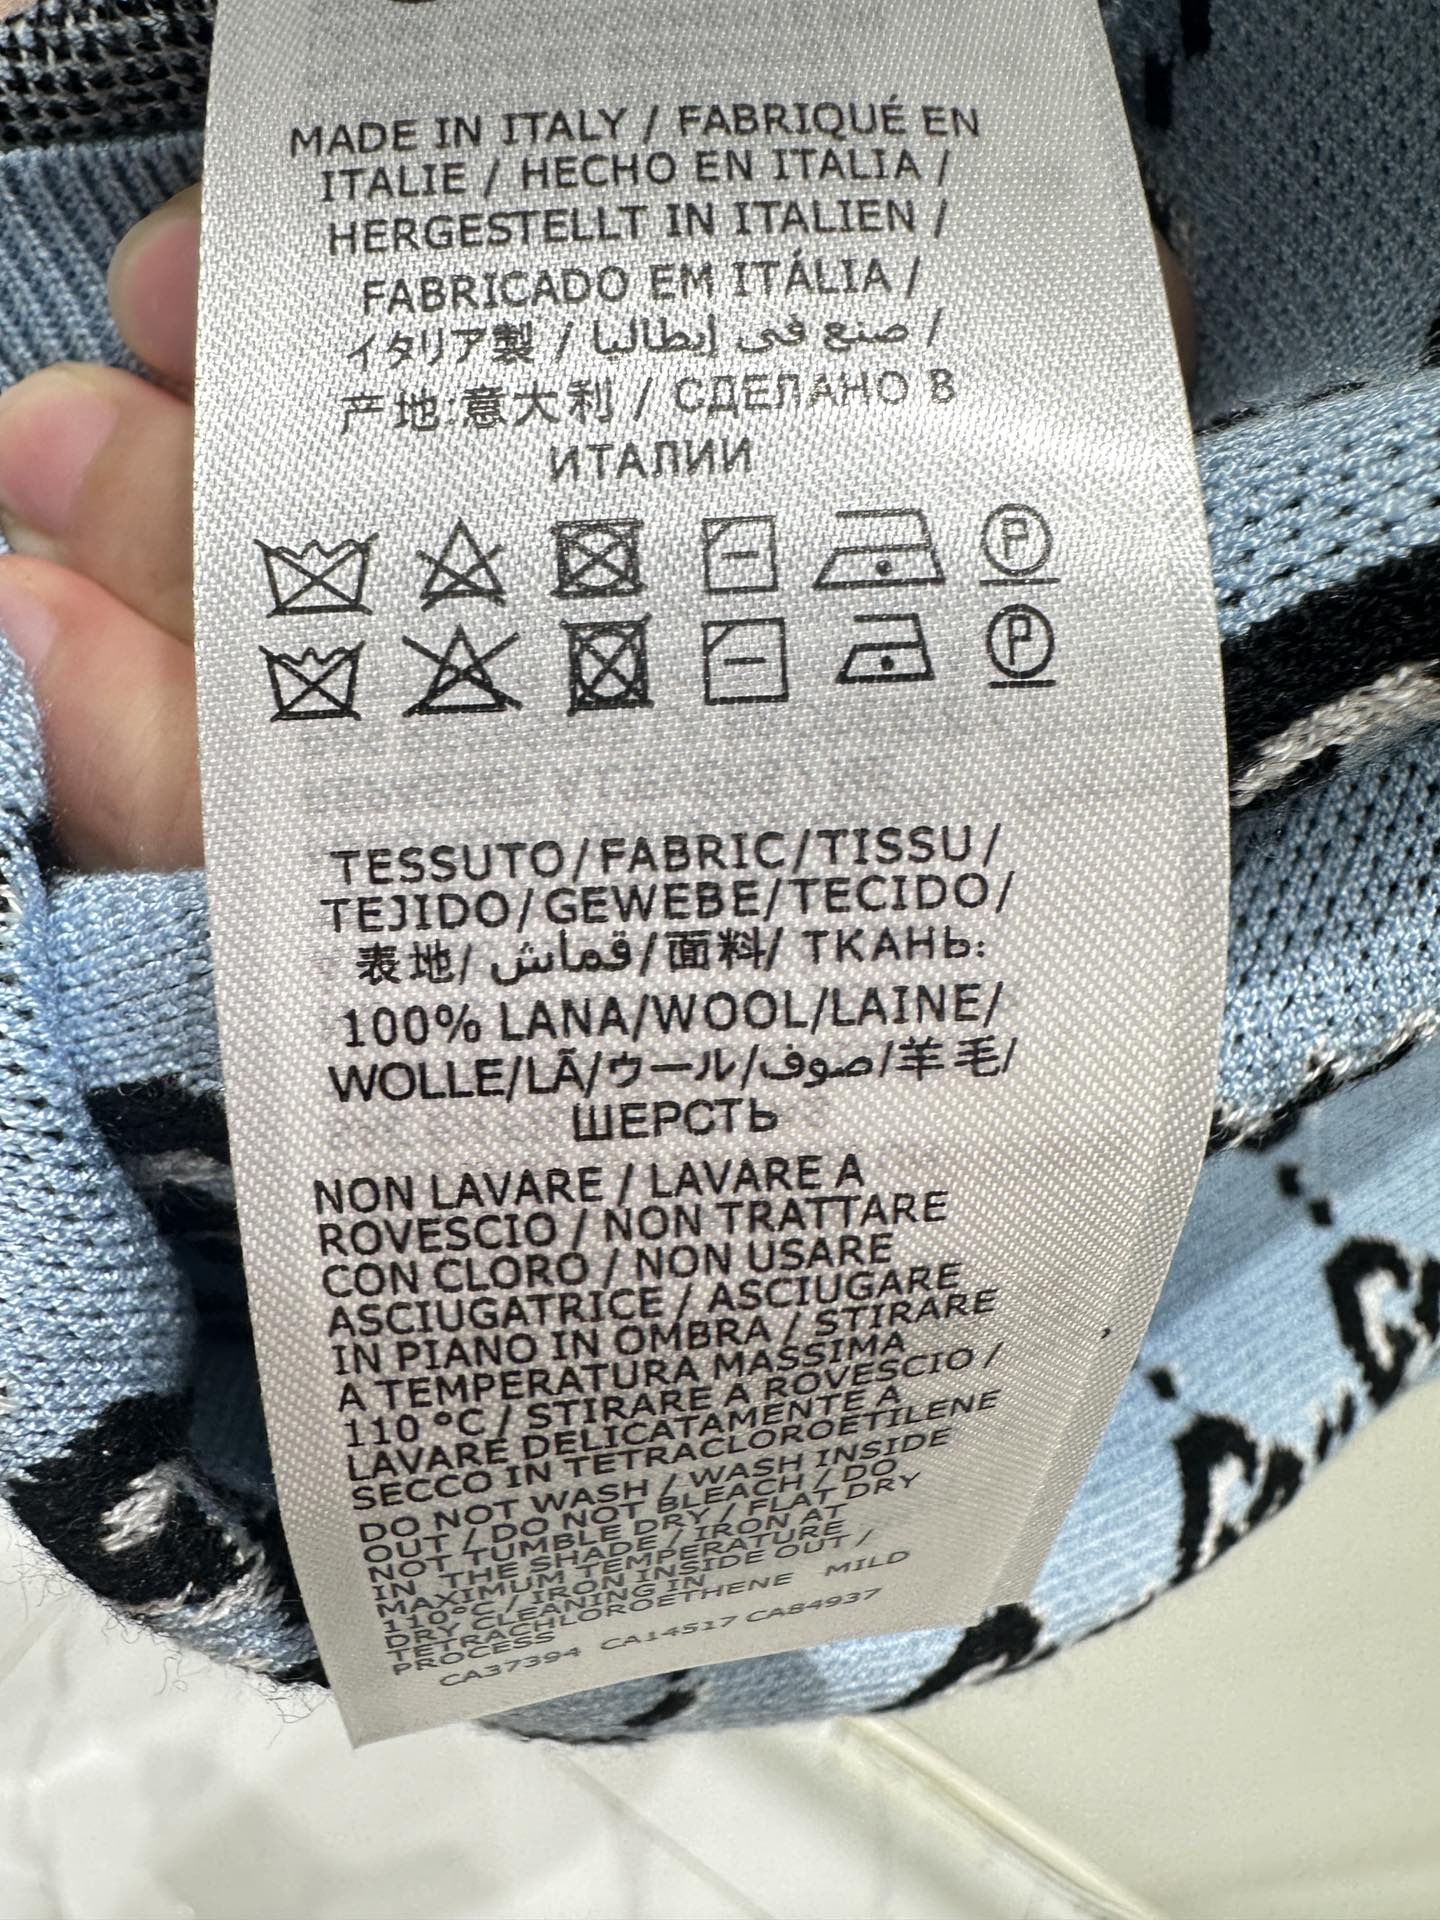 MADE IN ITALY / FABRIQUÉ EN
ITALIE / HECHO EN ITALIA /
HERGESTELLT IN ITALIEN /
FABRICADO EM ITÁLIA /
イタリア製 / صنع في إيطاليا /
产地:意大利 / СДЕЛАНО В
ИТАЛИИ
P
P
TESSUTO/FABRIC/TISSU/
TEJIDO/GEWEBE/TECIDO/
表地/ قماش/面料/ ТКАНЬ:
100% LANA/WOOL/LAINE/
WOLLE/LÃ/ウール/صوف/羊毛/
ШЕРСТЬ
NON LAVARE / LAVARE A
ROVESCIO / NON TRATTARE
CON CLORO / NON USARE
ASCIUGATRICE / ASCIUGARE
IN PIANO IN OMBRA / STIRARE
A TEMPERATURA MASSIMA
110 °C / STIRARE A ROVESCIO /
LAVARE DELICATAMENTE A
SECCO IN TETRACLOROETILENE
DO NOT WASH / WASH INSIDE
OUT / DO NOT BLEACH / DO
NOT TUMBLE DRY / FLAT DRY
IN THE SHADE / IRON AT
MAXIMUM TEMPERATURE
110°C / IRON INSIDE OUT /
DRY CLEANING IN
TETRACHLOROETHENE MILD
PROCESS
CA37394 CA14517 CA84937